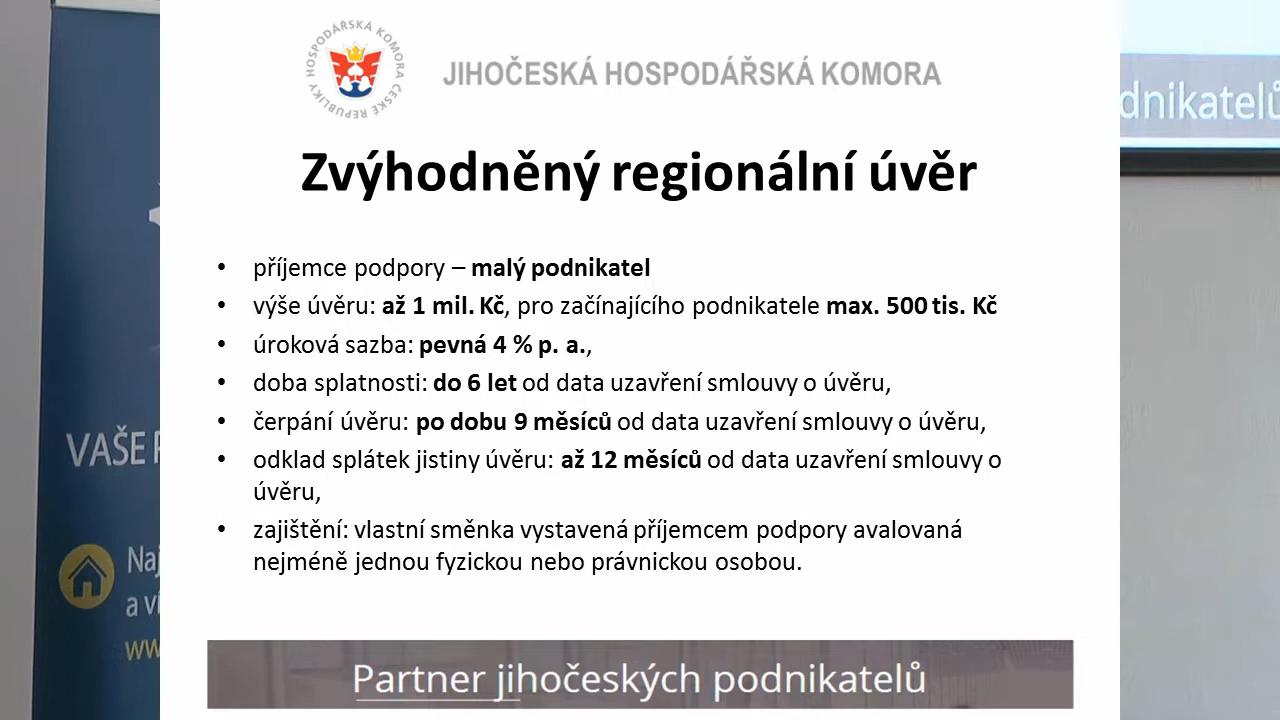 HOSPODÁŘSKÁ KOMORA ČESKÉ REPUBLIKY
JIHOČESKÁ HOSPODÁŘSKÁ KOMORA
Zvýhodněný regionální úvěr
• příjemce podpory – malý podnikatel
• výše úvěru: až 1 mil. Kč, pro začínajícího podnikatele max. 500 tis. Kč
• úroková sazba: pevná 4 % p. a.,
• doba splatnosti: do 6 let od data uzavření smlouvy o úvěru,
• čerpání úvěru: po dobu 9 měsíců od data uzavření smlouvy o úvěru,
• odklad splátek jistiny úvěru: až 12 měsíců od data uzavření smlouvy o
úvěru,
• zajištění: vlastní směnka vystavená příjemcem podpory avalovaná
nejméně jednou fyzickou nebo právnickou osobou.
Partner jihočeských podnikatelů
dnikatelů
VAŠE
Naj
a ví
www